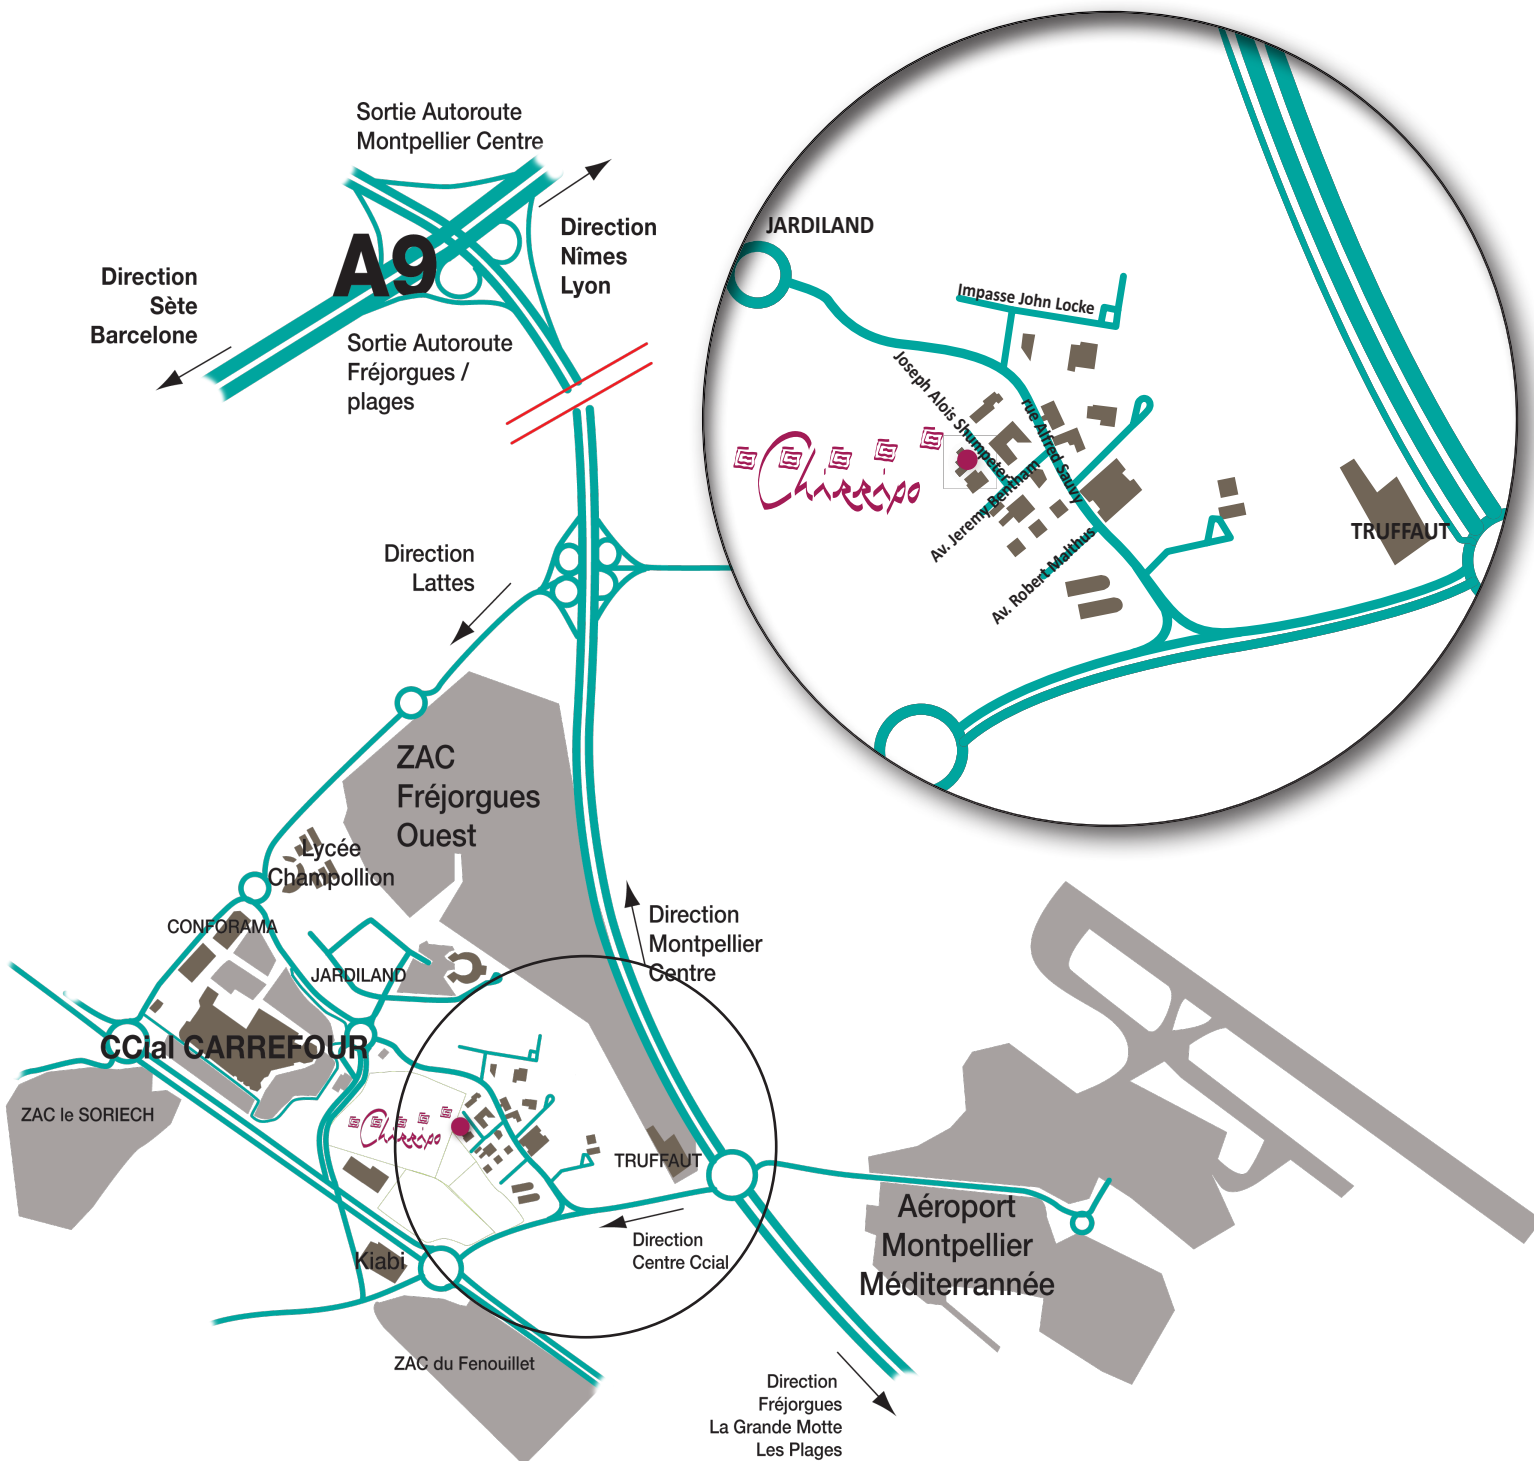 Sortie Autoroute
Montpellier Centre
A9
Direction
Nîmes
Lyon
Direction
Sète
Barcelone
Sortie Autoroute
Fréjorgues /
plages
JARDILAND
Impasse John Locke
Joseph Alois Shumpeter
rue Alfred Sauvy
Chirripo
Av. Jeremy Bentham
Av. Robert Malthus
TRUFFAUT
Direction
Lattes
ZAC
Fréjorgues
Ouest
Lycée
Champollion
CONFORAMA
JARDILAND
Direction
Montpellier
Centre
CCial CARREFOUR
ZAC le SORIECH
Chirripo
TRUFFAUT
Direction
Centre Ccial
Kiabi
ZAC du Fenouillet
Aéroport
Montpellier
Méditerrannée
Direction
Fréjorgues
La Grande Motte
Les Plages